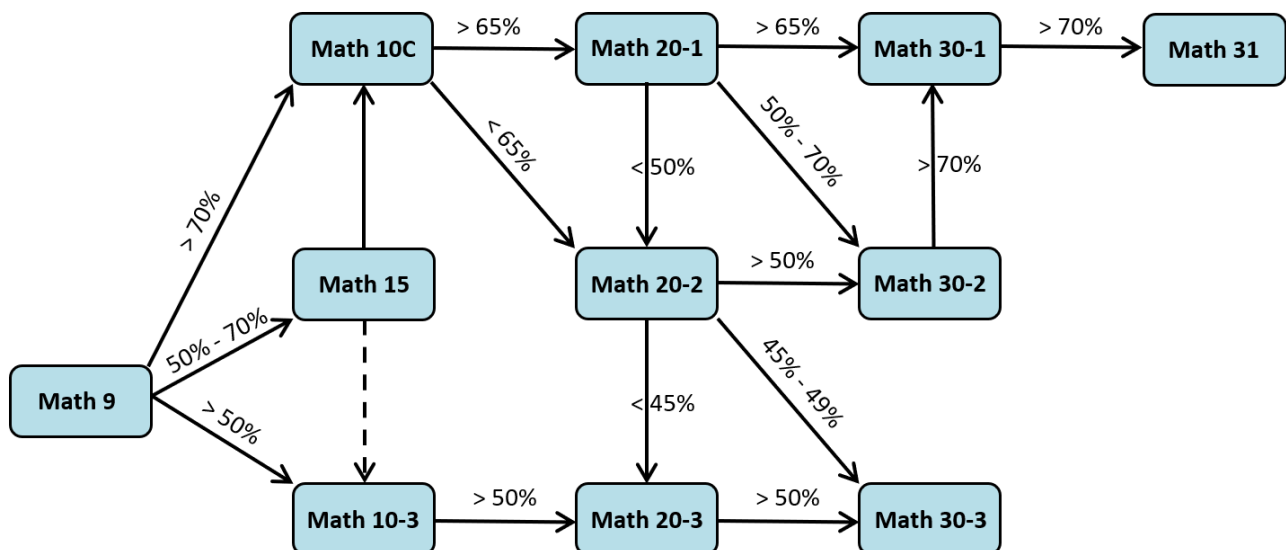 Math 10C
> 65%
Math 20-1
> 65%
Math 30-1
> 70%
Math 31
> 70%
< 65%
< 50%
50% - 70%
> 70%
Math 15
Math 20-2
> 50%
Math 30-2
50% - 70%
Math 9
> 50%
< 45%
45% - 49%
Math 10-3
> 50%
Math 20-3
> 50%
Math 30-3